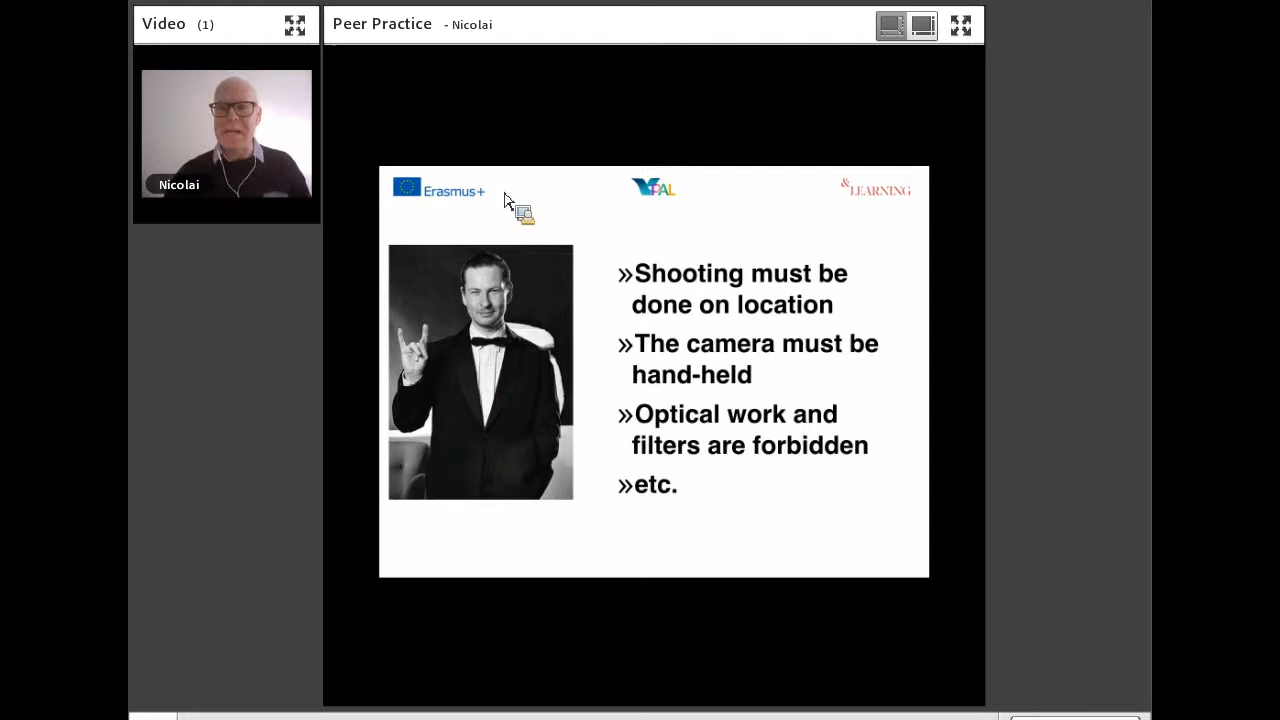 Video (1)
Peer Practice - Nicolai
Nicolai
Erasmus+
VPAL
& LEARNING
»Shooting must be
done on location
»The camera must be
hand-held
»Optical work and
filters are forbidden
»etc.